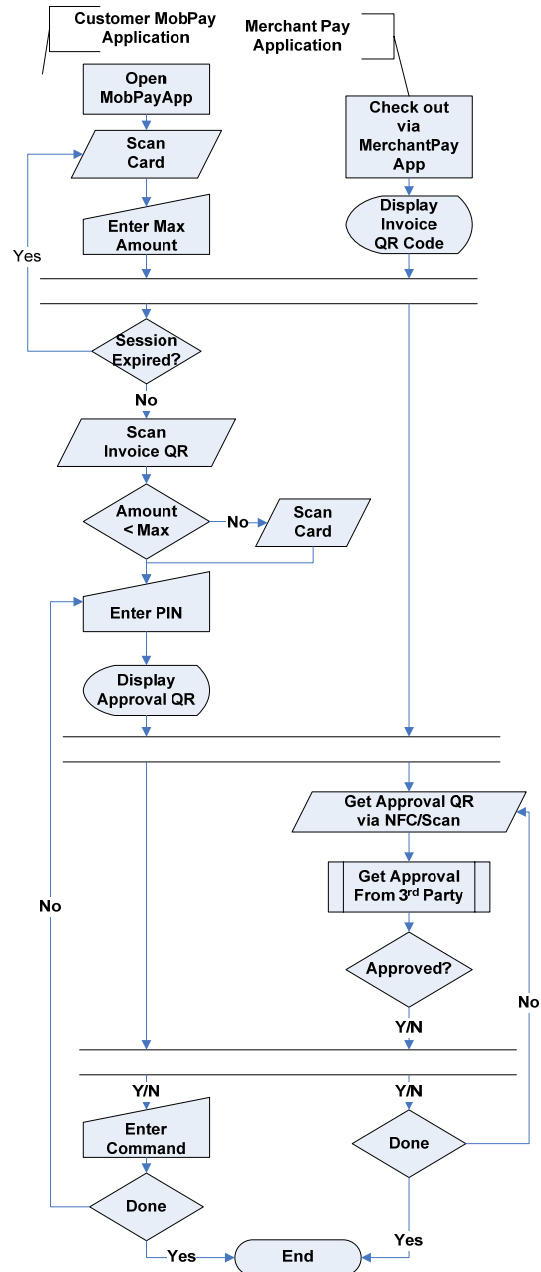 Customer MobPay
Application
Merchant Pay
Application
Open
MobPayApp
Check out
via
MerchantPay
App
Scan
Card
Display
Invoice
QR Code
Enter Max
Amount
Yes
Session
Expired?
No
Scan
Invoice QR
Amount
< Max
No
Scan
Card
Enter PIN
Display
Approval QR
Get Approval QR
via NFC/Scan
Get Approval
From 3rd Party
No
Approved?
No
Y/N
Y/N
Y/N
Enter
Command
Done
Done
Yes
Yes
End